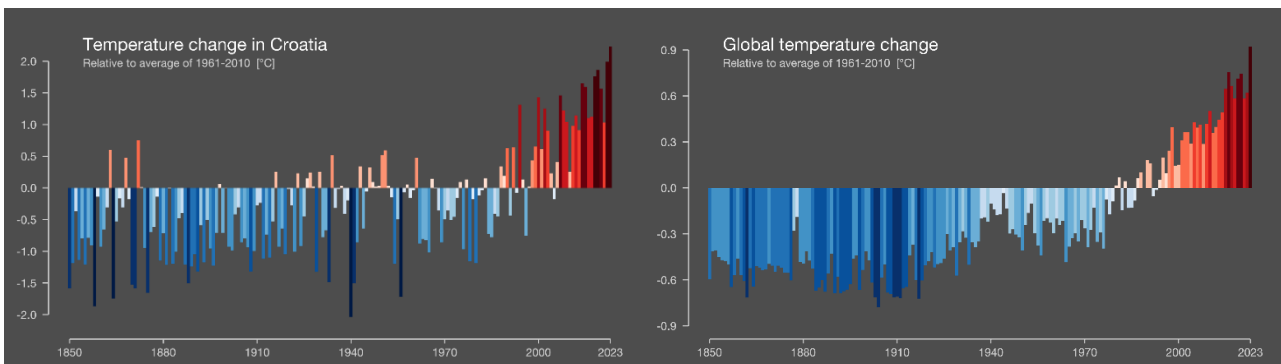 Temperature change in Croatia
Relative to average of 1961-2010 [°C]
2.0
1.5
1.0
0.5
0.0
-0.5
-1.0
-1.5
-2.0
1850 1880 1910 1940 1970 2000 2023
Global temperature change
Relative to average of 1961-2010 [°C]
0.9
0.6
0.3
0.0
-0.3
-0.6
-0.9
1850 1880 1910 1940 1970 2000 2023